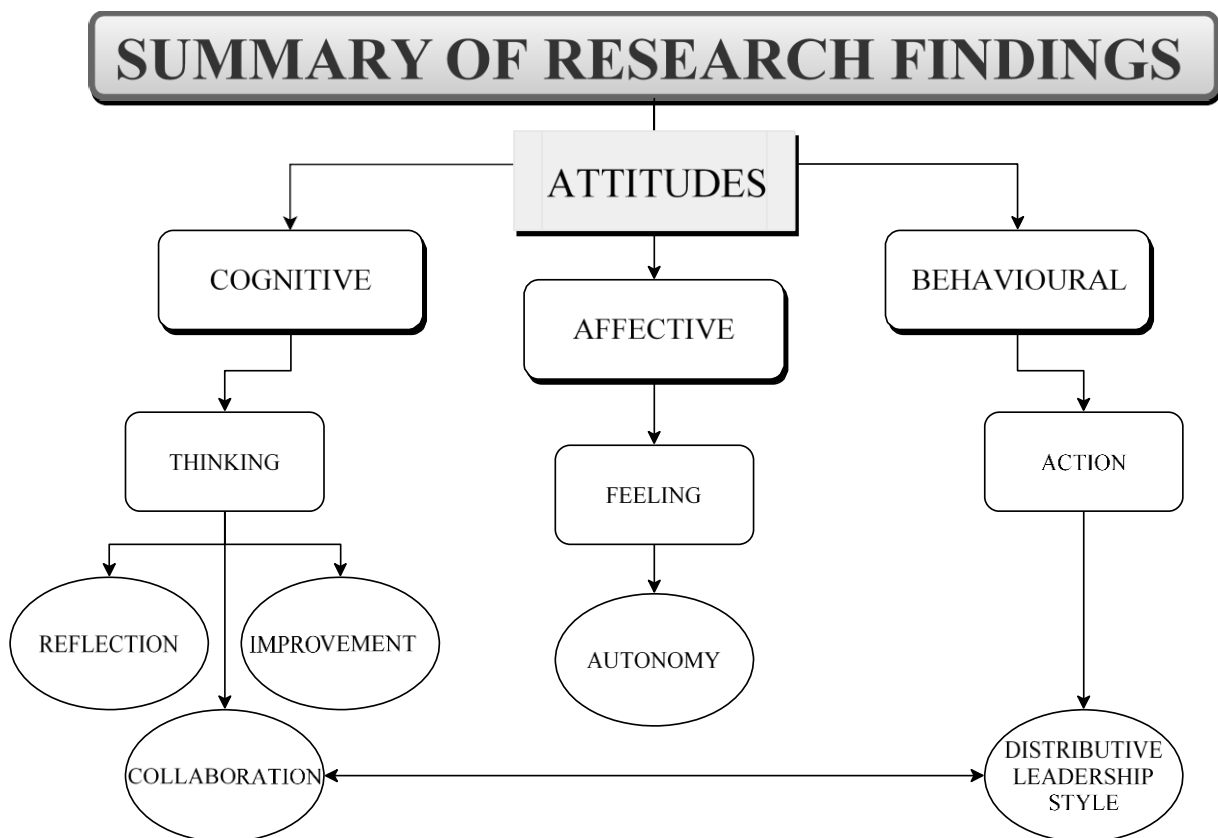 SUMMARY OF RESEARCH FINDINGS
ATTITUDES
COGNITIVE
AFFECTIVE
BEHAVIOURAL
THINKING
FEELING
ACTION
REFLECTION
IMPROVEMENT
AUTONOMY
COLLABORATION
DISTRIBUTIVE
LEADERSHIP
STYLE